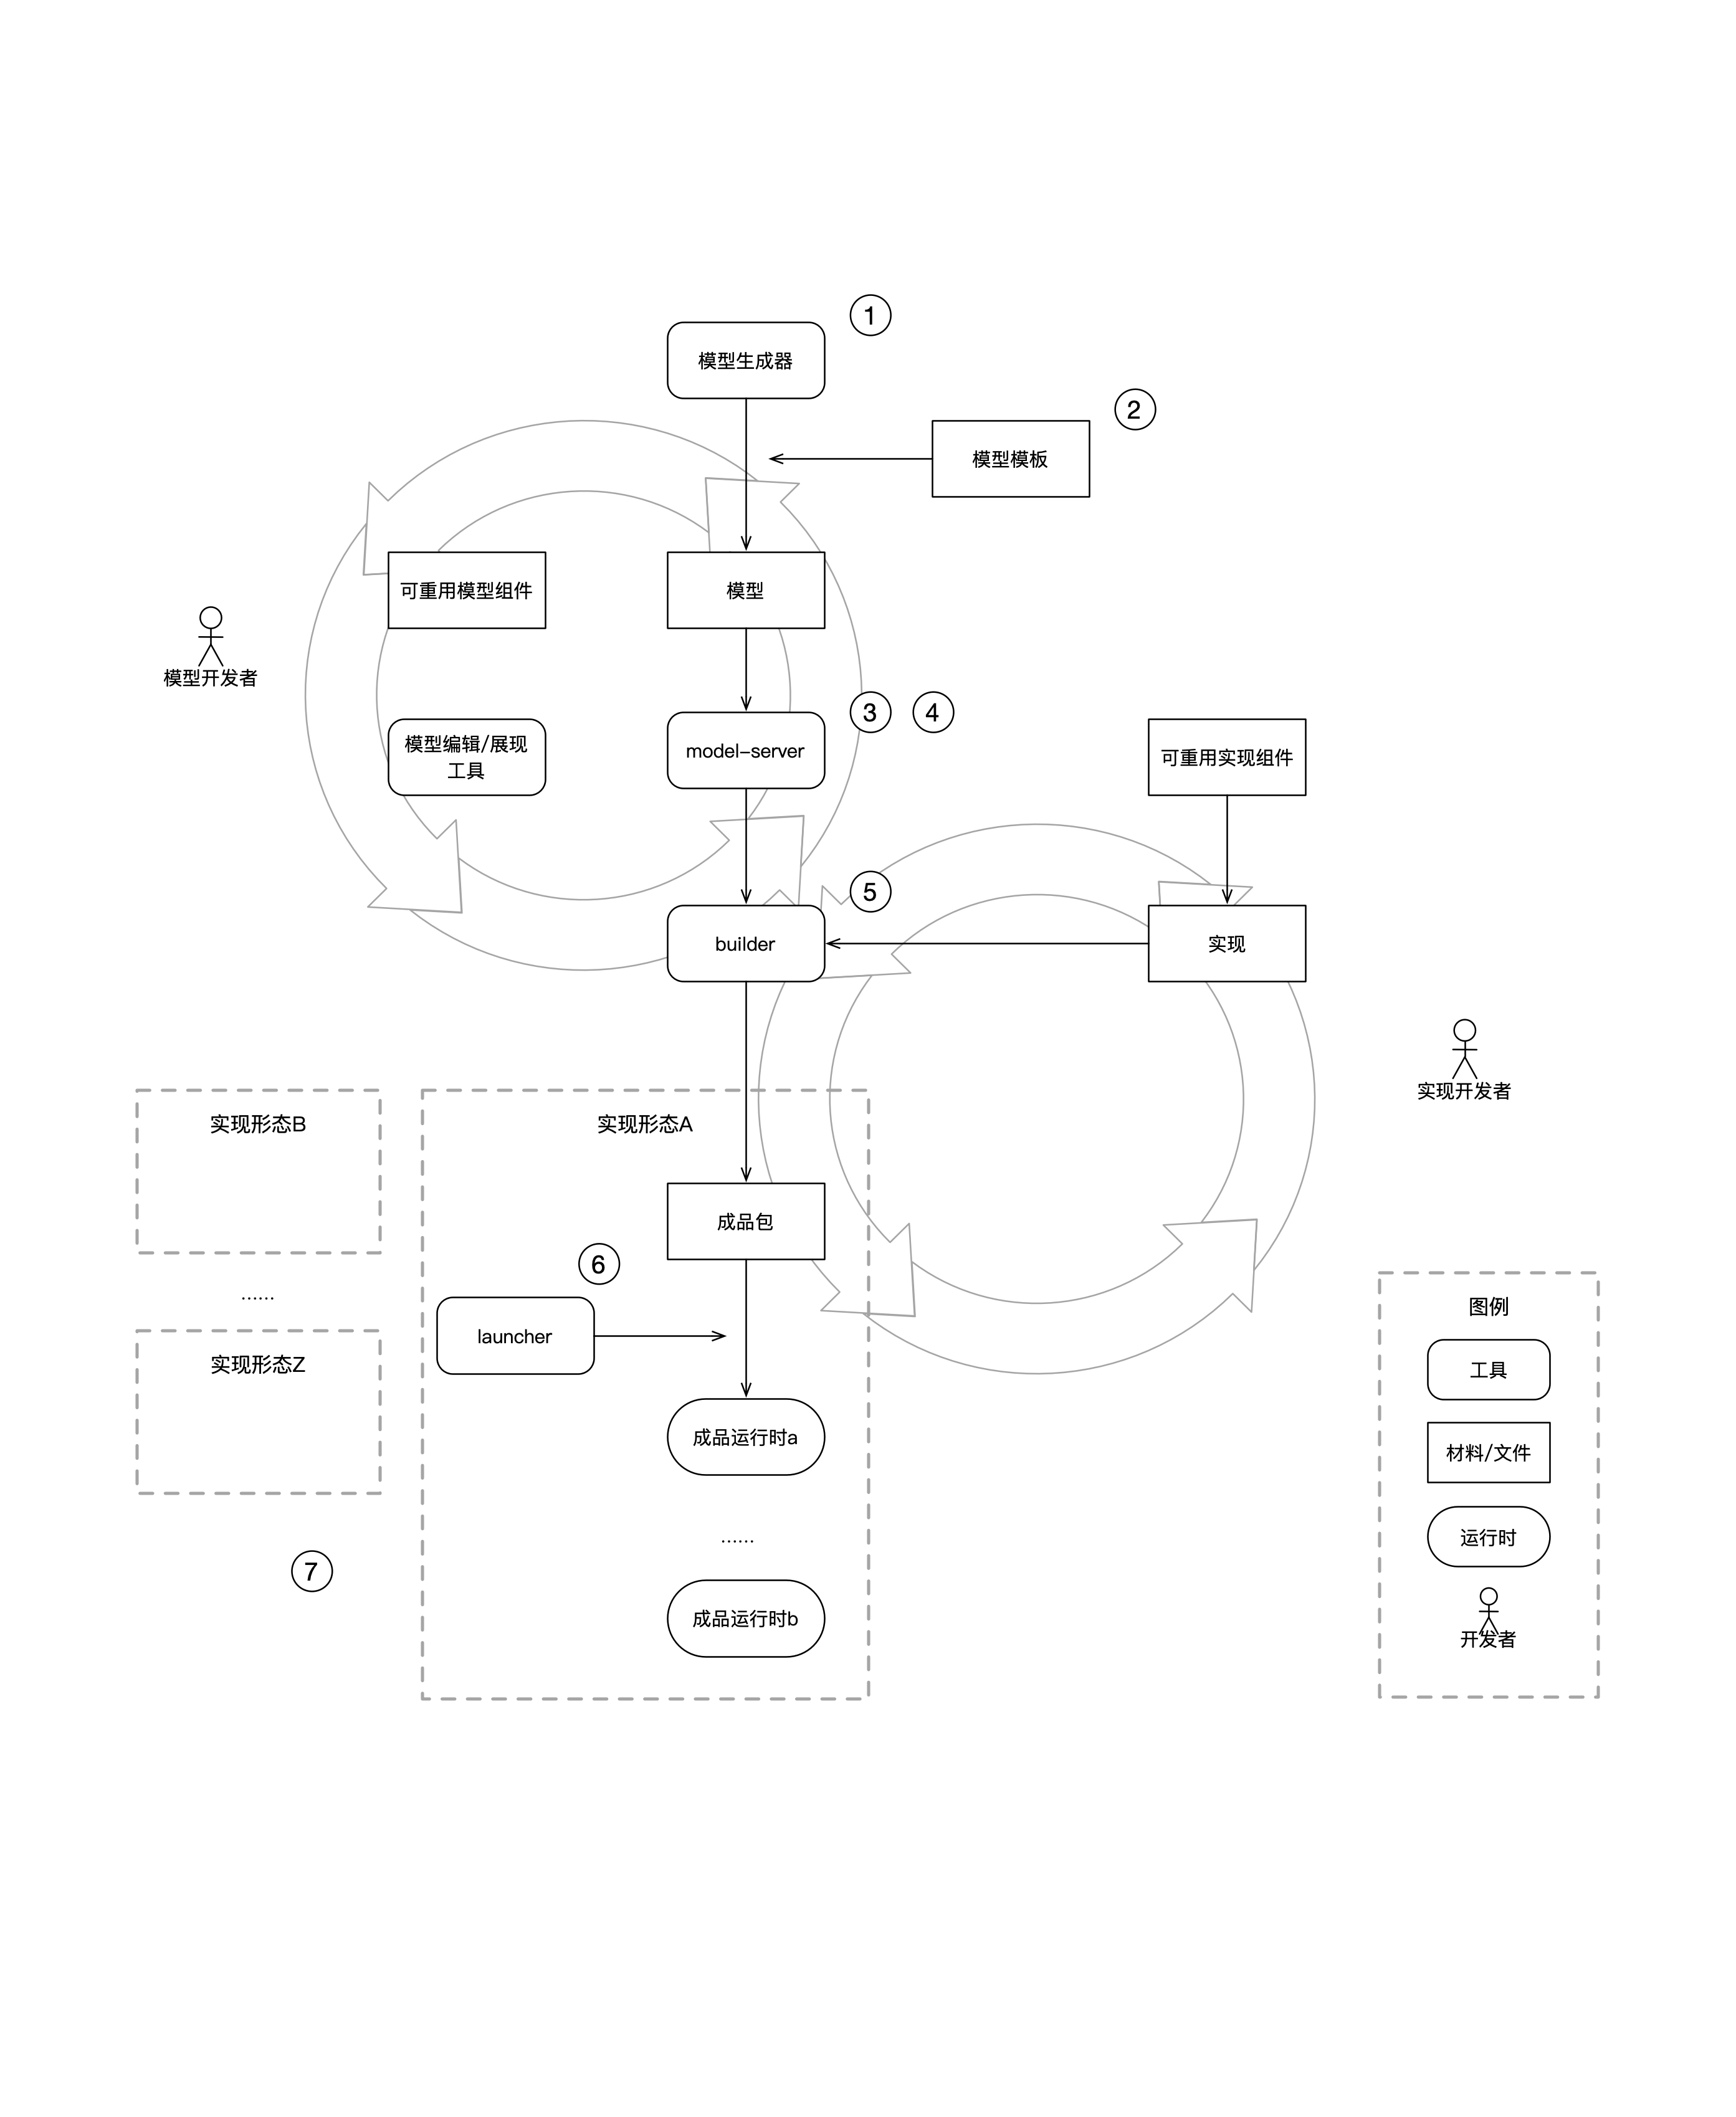 1
模型生成器
2
模型模板
可重用模型组件
模型
模型开发者
3
4
模型编辑/展现
工具
model-server
可重用实现组件
5
builder
实现
实现开发者
实现形态B
实现形态A
成品包
6
......
图例
launcher
实现形态Z
工具
成品运行时a
材料/文件
......
运行时
7
成品运行时b
开发者